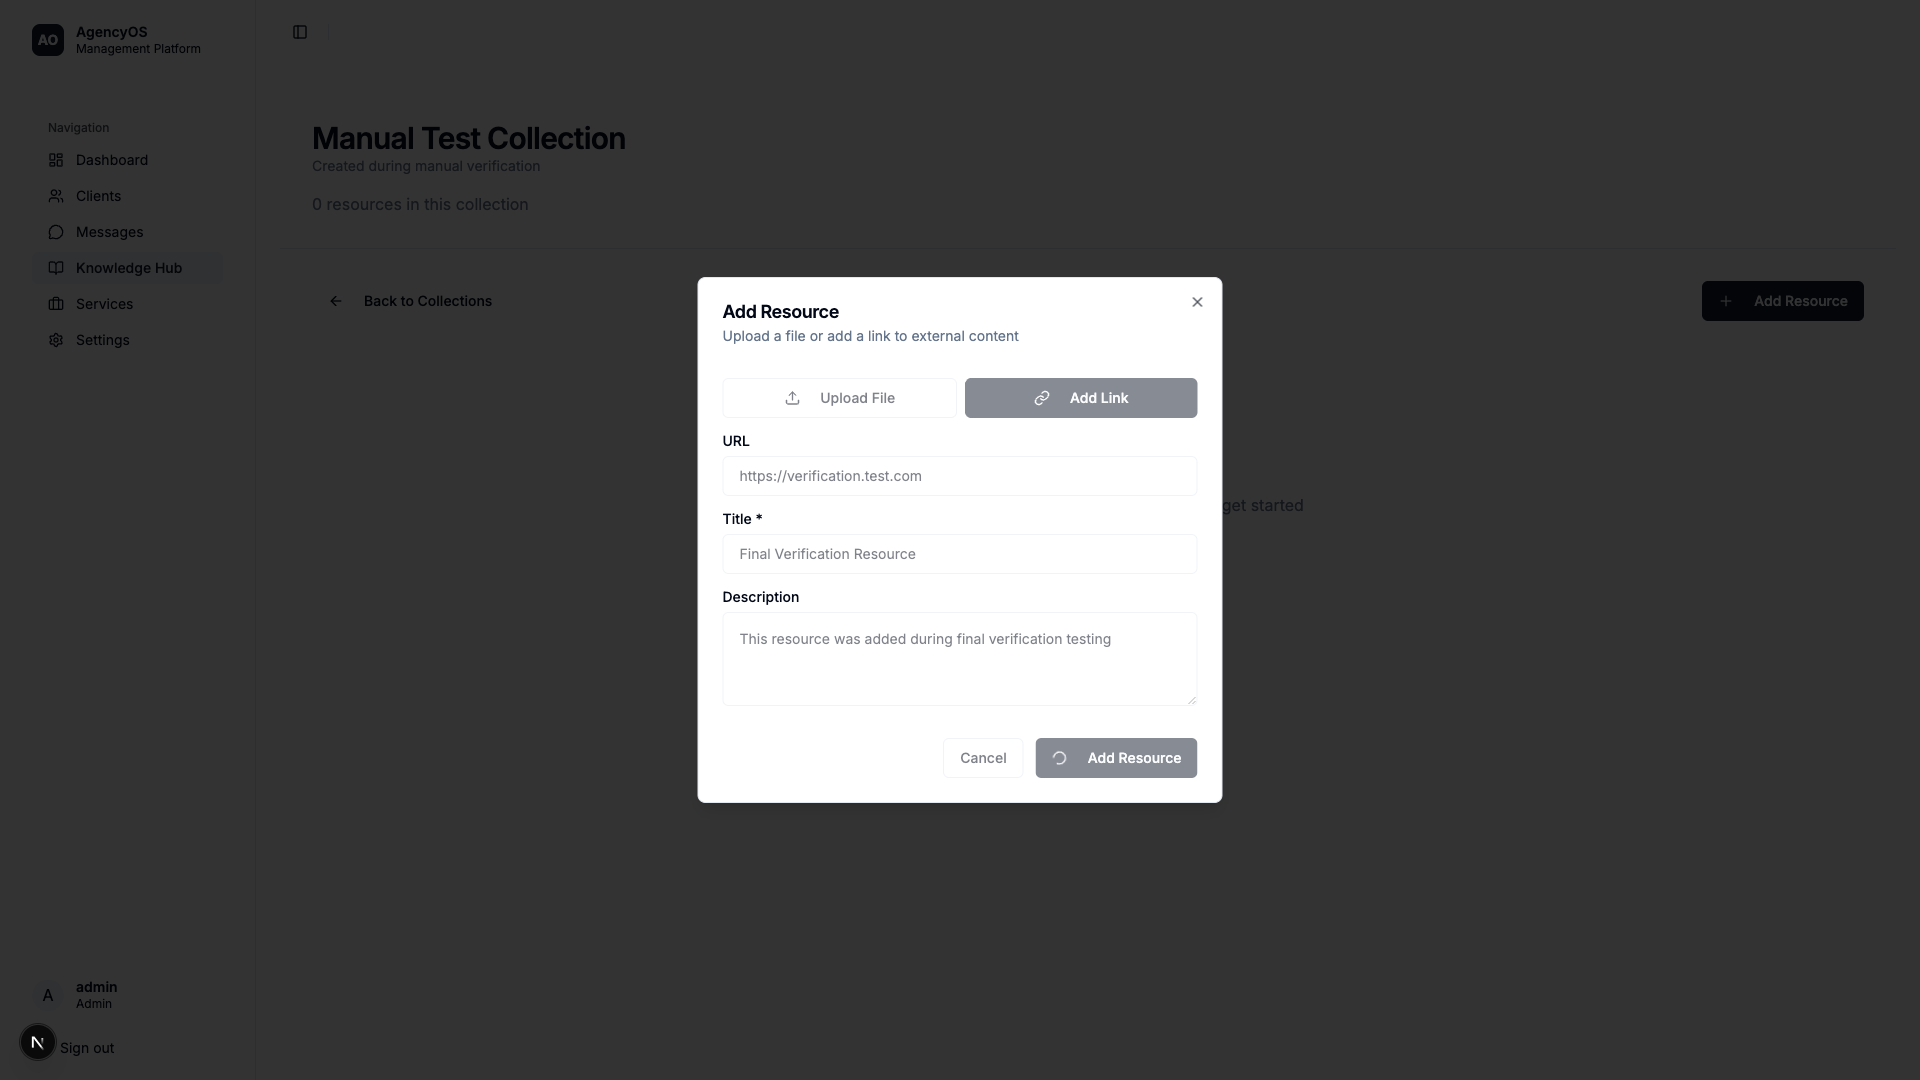 AO
AgencyOS
Management Platform
Navigation
Dashboard
Clients
Messages
Knowledge Hub
Services
Settings
admin
A
Admin
N
Sign out
Manual Test Collection
Created during manual verification
0 resources in this collection
Back to Collections
Add Resource
get started
Add Resource
Upload a file or add a link to external content
Upload File
Add Link
URL
https://verification.test.com
Title *
Final Verification Resource
Description
This resource was added during final verification testing
Cancel
Add Resource